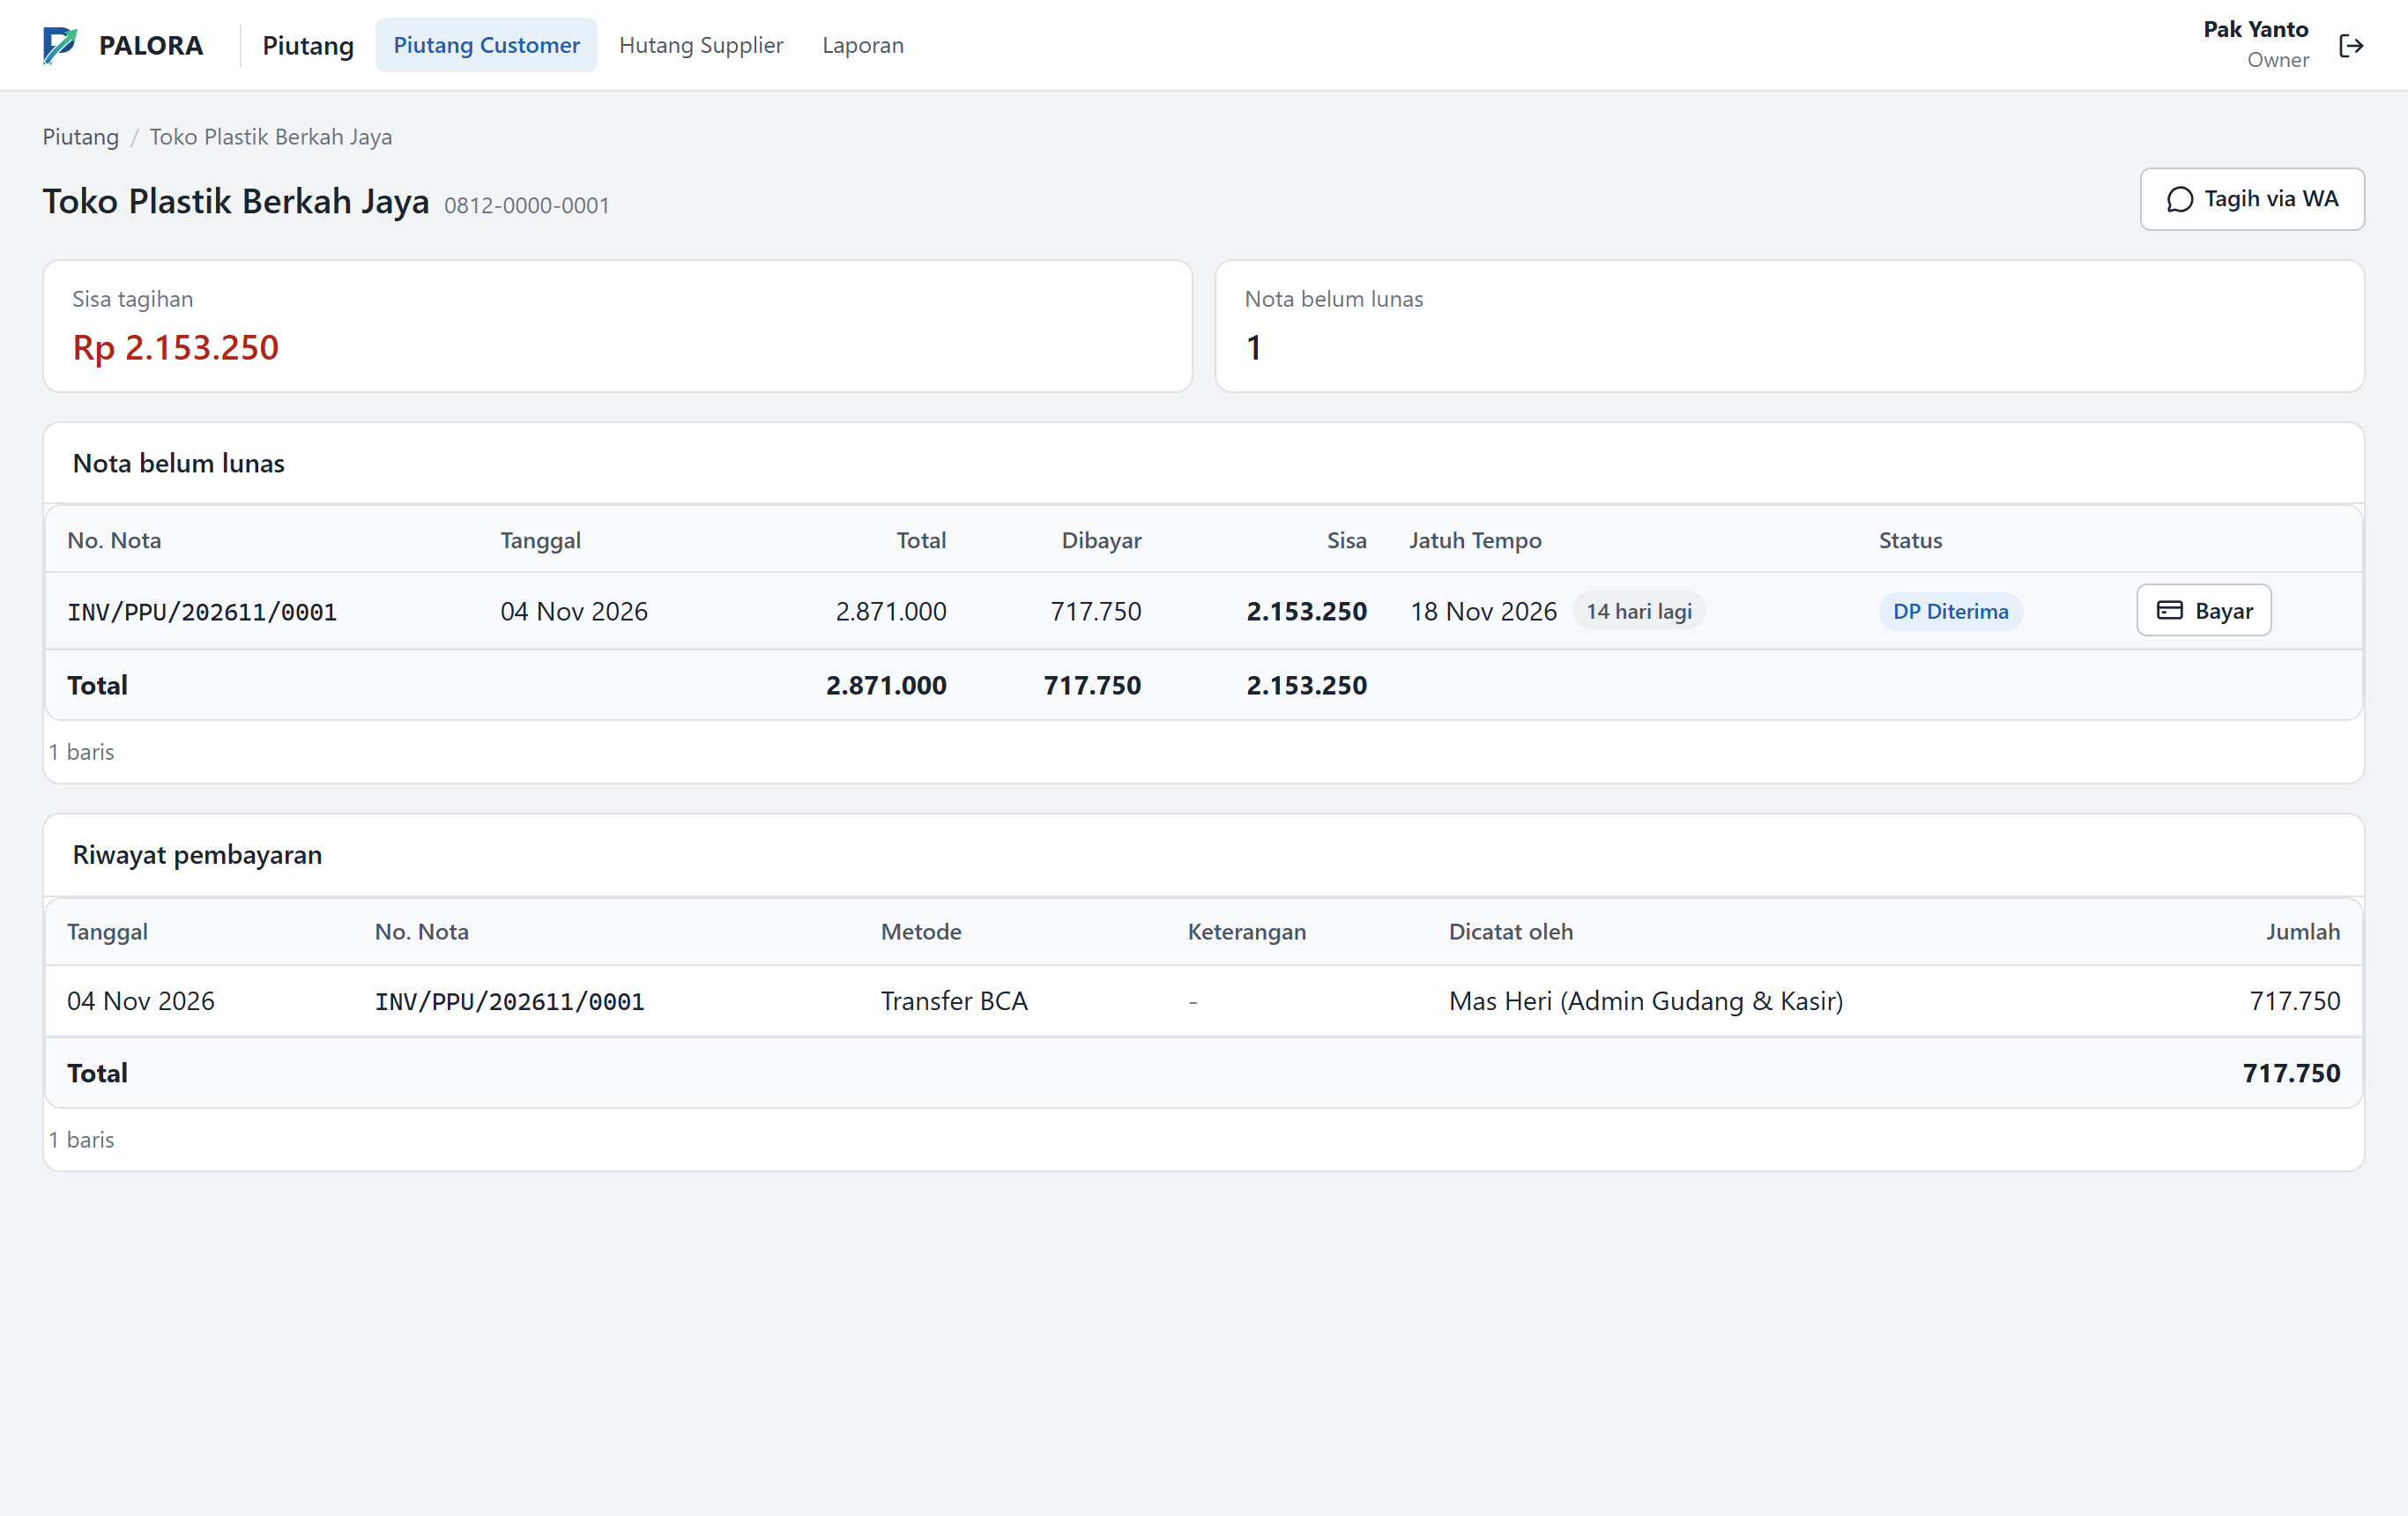 PALORA Piutang Piutang Customer Hutang Supplier Laporan
Pak Yanto
Owner
Piutang / Toko Plastik Berkah Jaya
Toko Plastik Berkah Jaya 0812-0000-0001
Tagih via WA
Sisa tagihan
Rp 2.153.250
Nota belum lunas
1
Nota belum lunas
No. Nota Tanggal Total Dibayar Sisa Jatuh Tempo Status
INV/PPU/202611/0001 04 Nov 2026 2.871.000 717.750 2.153.250 18 Nov 2026 14 hari lagi DP Diterima Bayar
Total 2.871.000 717.750 2.153.250
1 baris
Riwayat pembayaran
Tanggal No. Nota Metode Keterangan Dicatat oleh Jumlah
04 Nov 2026 INV/PPU/202611/0001 Transfer BCA - Mas Heri (Admin Gudang & Kasir) 717.750
Total 717.750
1 baris